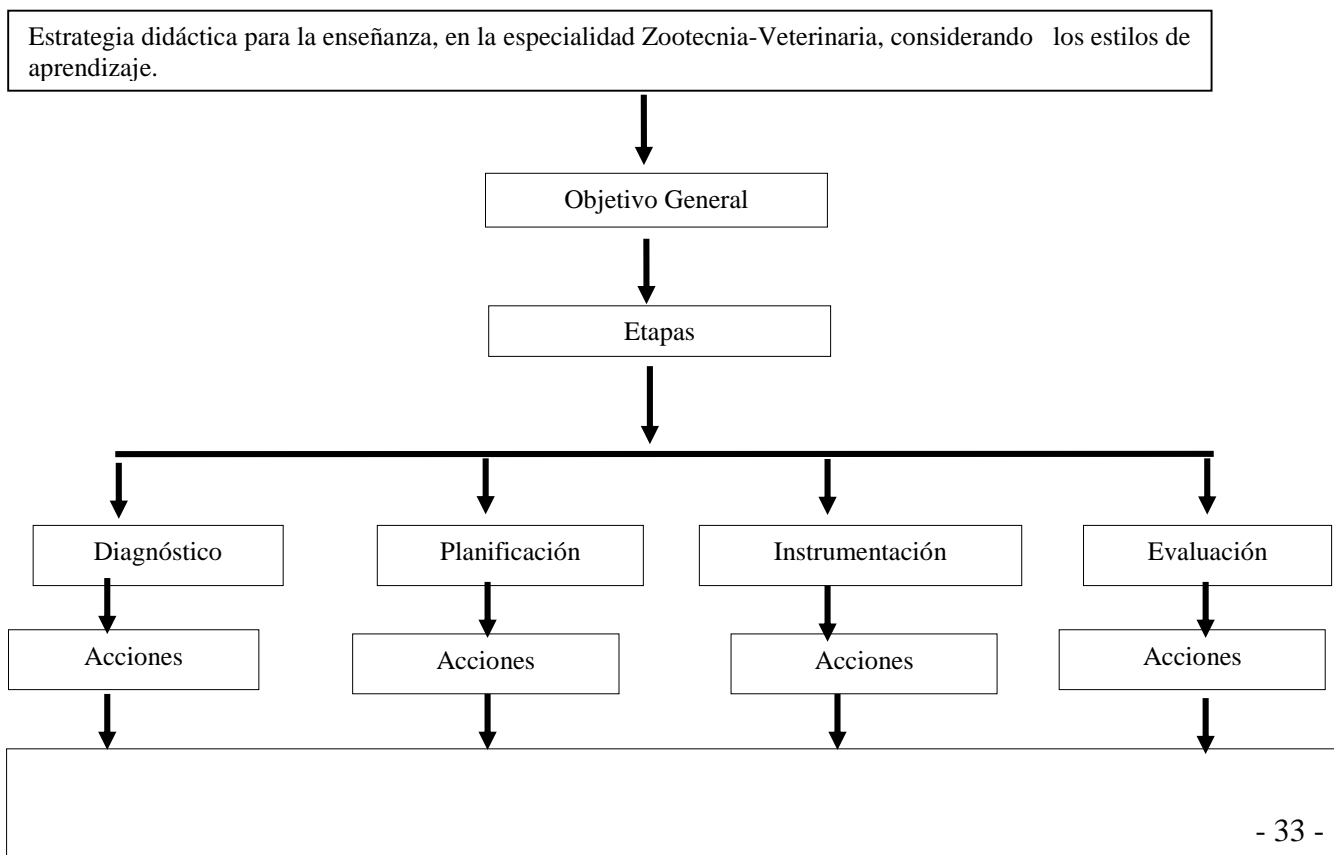 Estrategia didáctica para la enseñanza, en la especialidad Zootecnia-Veterinaria, considerando   los estilos de
aprendizaje.
Objetivo General
Etapas
Diagnóstico
Planificación
Instrumentación
Evaluación
Acciones
Acciones
Acciones
Acciones
- 33 -